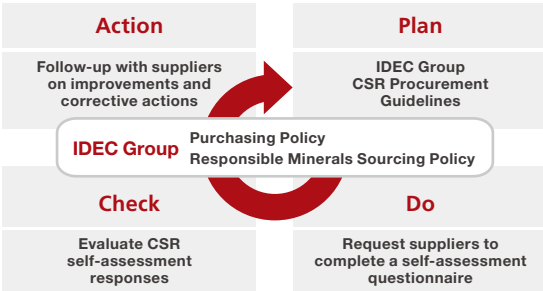 Action
Follow-up with suppliers
on improvements and
corrective actions
Plan
IDEC Group
CSR Procurement
Guidelines
IDEC Group
Purchasing Policy
Responsible Minerals Sourcing Policy
Check
Evaluate CSR
self-assessment
responses
Do
Request suppliers to
complete a self-assessment
questionnaire